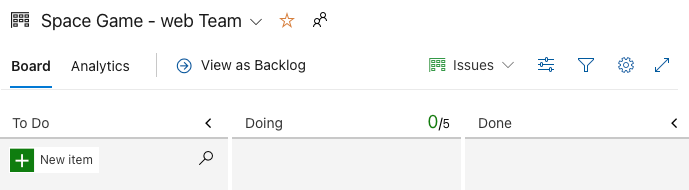 Space Game - web Team
Board Analytics View as Backlog Issues
To Do Doing 0/5 Done
New item